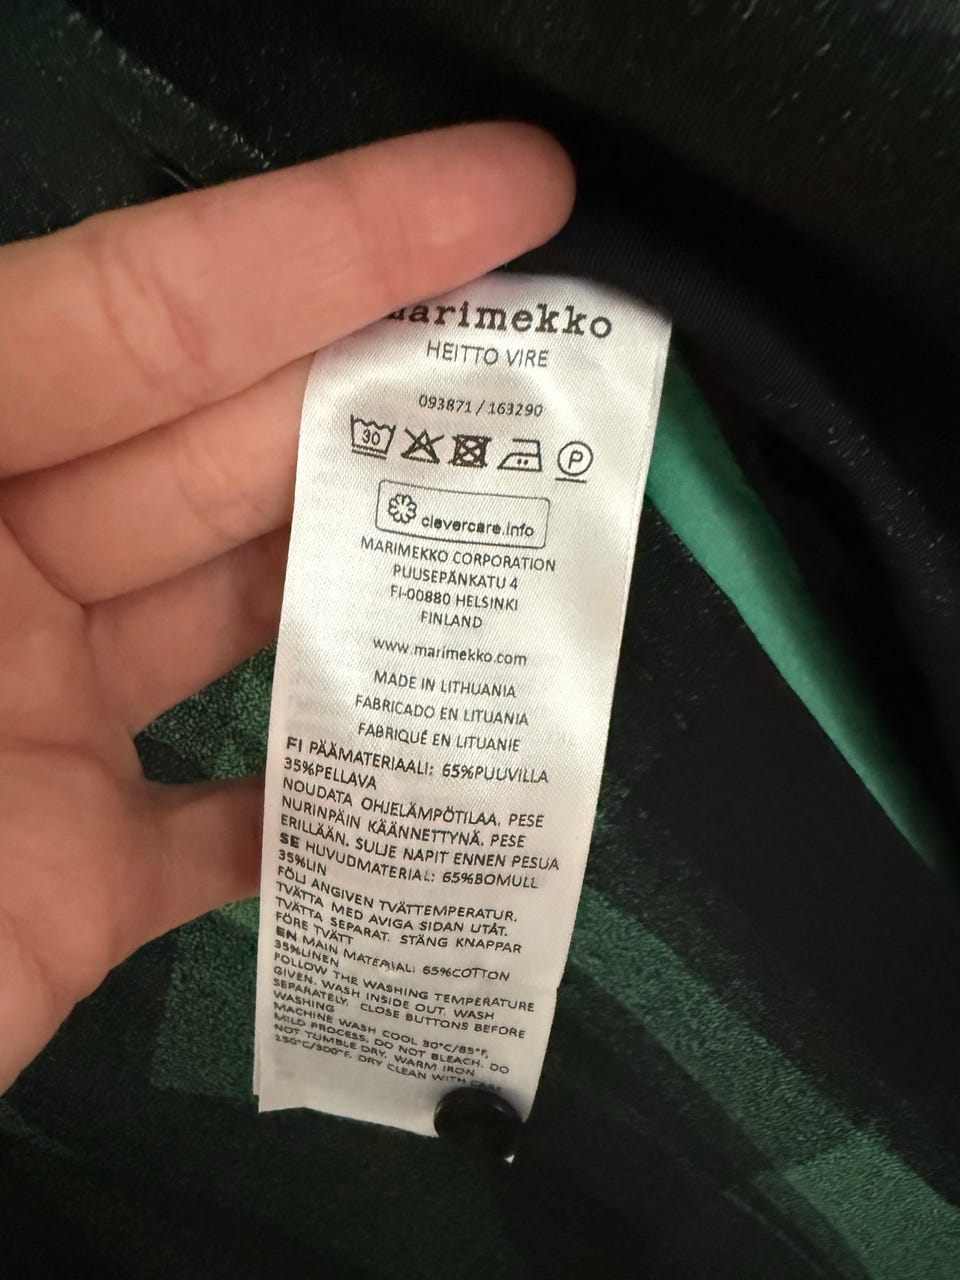 marimekko
HEITTO VIRE
093871 / 163290
30
P
clevercare.info
MARIMEKKO CORPORATION
PUUSEPÄNKATU 4
FI-00880 HELSINKI
FINLAND
www.marimekko.com
MADE IN LITHUANIA
FABRICADO EN LITUANIA
FABRIQUÉ EN LITUANIE
FI PÄÄMATERIAALI: 65%PUUVILLA
35%PELLAVA
NOUDATA OHJELÄMPÖTILAA. PESE
NURINPÄIN KÄÄNNETTYNÄ. PESE
ERILLÄÄN. SULJE NAPIT ENNEN PESUA
SE HUVUDMATERIAL: 65%BOMULL
35%LIN
FÖLJ ANGIVEN TVÄTTEMPERATUR.
TVÄTTA MED AVIGA SIDAN UTÅT.
TVÄTTA SEPARAT. STÄNG KNAPPAR
FÖRE TVÄTT
EN MAIN MATERIAL: 65%COTTON
35%LINEN
FOLLOW THE WASHING TEMPERATURE
GIVEN. WASH INSIDE OUT. WASH
SEPARATELY. CLOSE BUTTONS BEFORE
WASHING
MACHINE WASH COOL 30°C/85°F,
MILD PROCESS. DO NOT BLEACH. DO
NOT TUMBLE DRY. WARM IRON
150°C/300°F. DRY CLEAN WITH CARE